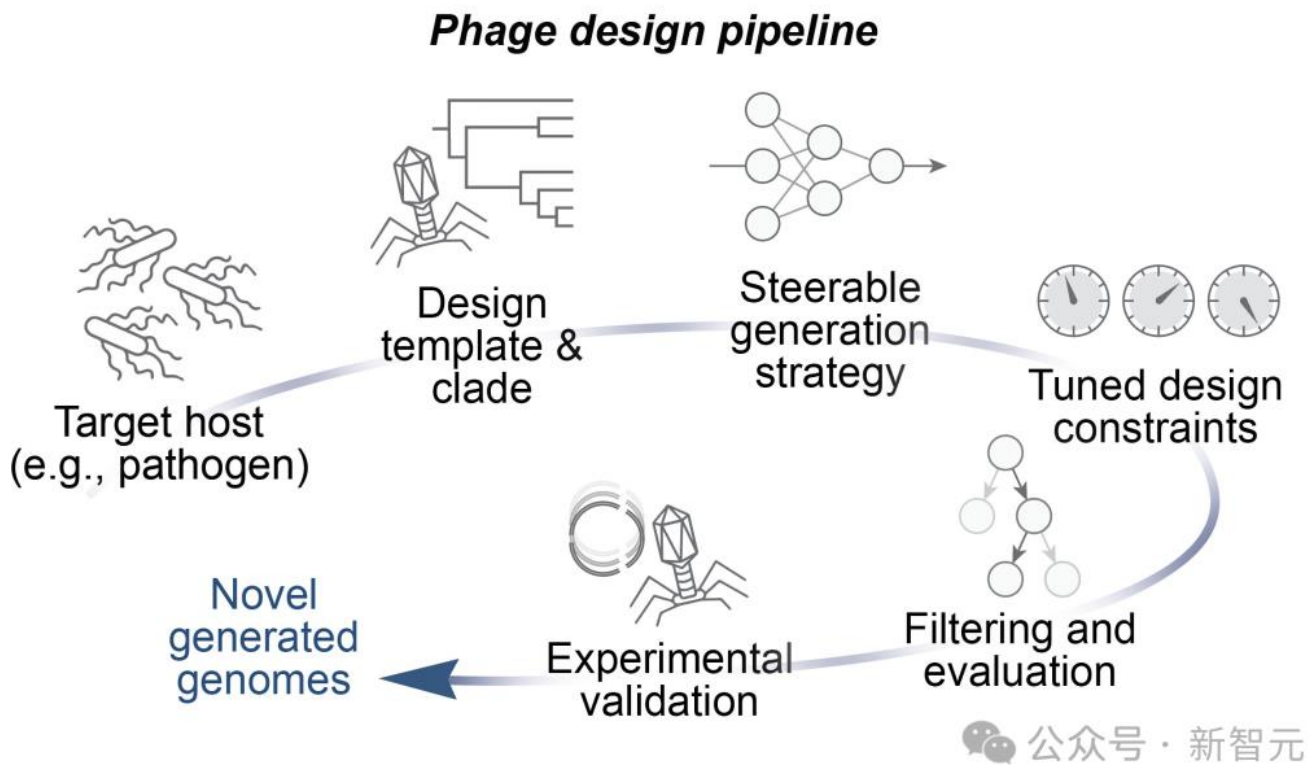 Phage design pipeline
Target host
(e.g., pathogen)
Design
template &
clade
Steerable
generation
strategy
Tuned design
constraints
Filtering and
evaluation
Experimental
validation
Novel
generated
genomes
公众号 · 新智元